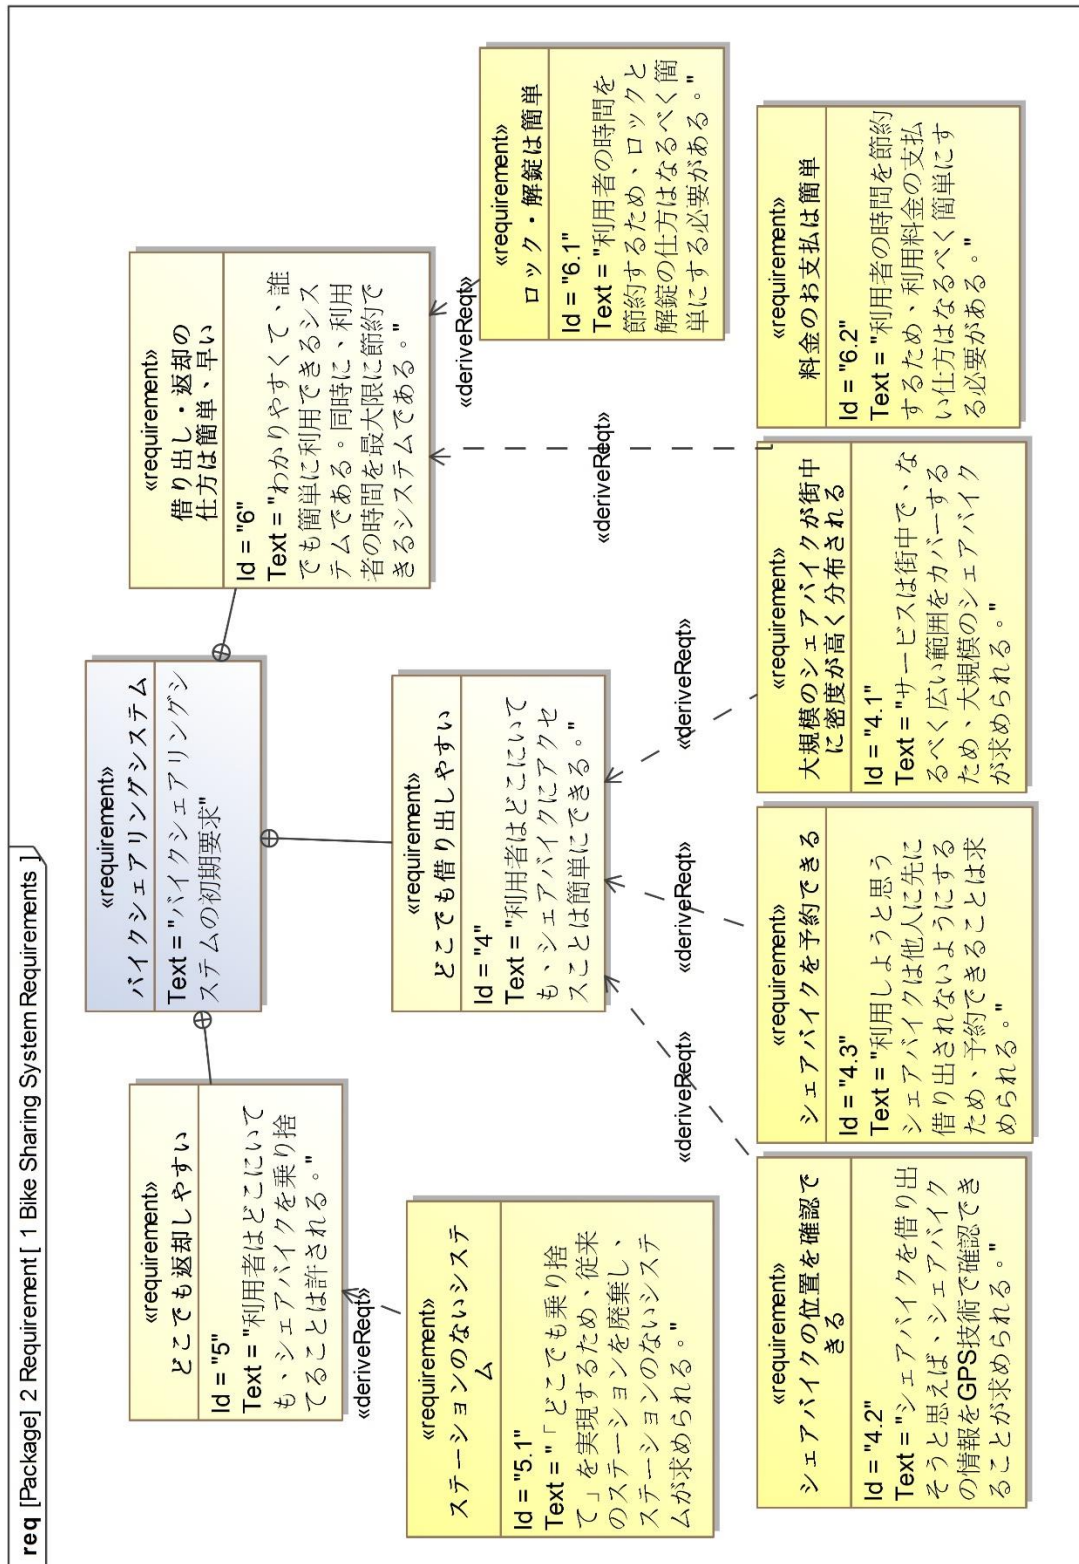 req [Package] 2 Requirement [ 1 Bike Sharing System Requirements ]
«requirement»
バイクシェアリングシステム
Text = "バイクシェアリングシ
ステムの初期要求"
«requirement»
どこでも返却しやすい
Id = "5"
Text = "利用者はどこにいて
も、シェアバイクを乗り捨
てることは許される。"
«requirement»
どこでも借り出しやすい
Id = "4"
Text = "利用者はどこにいて
も、シェアバイクにアクセ
スことは簡単にできる。"
«requirement»
借り出し・返却の
仕方は簡単、早い
Id = "6"
Text = "わかりやすくて、誰
でも簡単に利用できるシス
テムである。同時に、利用
者の時間を最大限に節約で
きるシステムである。"
«deriveReqt»
«deriveReqt»
«deriveReqt»
«deriveReqt»
«deriveReqt»
«deriveReqt»
«requirement»
ステーションのないシステ
ム
Id = "5.1"
Text = "「どこでも乗り捨
て」を実現するため、従来
のステーションを廃棄し、
ステーションのないシステ
ムが求められる。"
«requirement»
ロック・解錠は簡単
Id = "6.1"
Text = "利用者の時間を
節約するため、ロックと
解錠の仕方はなるべく簡
単にする必要がある。"
«requirement»
シェアバイクの位置を確認で
きる
Id = "4.2"
Text = "シェアバイクを借り出
そうと思えば、シェアバイク
の情報をGPS技術で確認でき
ることが求められる。"
«requirement»
シェアバイクを予約できる
Id = "4.3"
Text = "利用しようと思う
シェアバイクは他人に先に
借り出されないようにする
ため、予約できることは求
められる。"
«requirement»
大規模のシェアバイクが街中
に密度が高く分布される
Id = "4.1"
Text = "サービスは街中で、な
るべく広い範囲をカバーする
ため、大規模のシェアバイク
が求められる。"
«requirement»
料金のお支払は簡単
Id = "6.2"
Text = "利用者の時間を節約
するため、利用料金の支払
い仕方はなるべく簡単にす
る必要がある。"